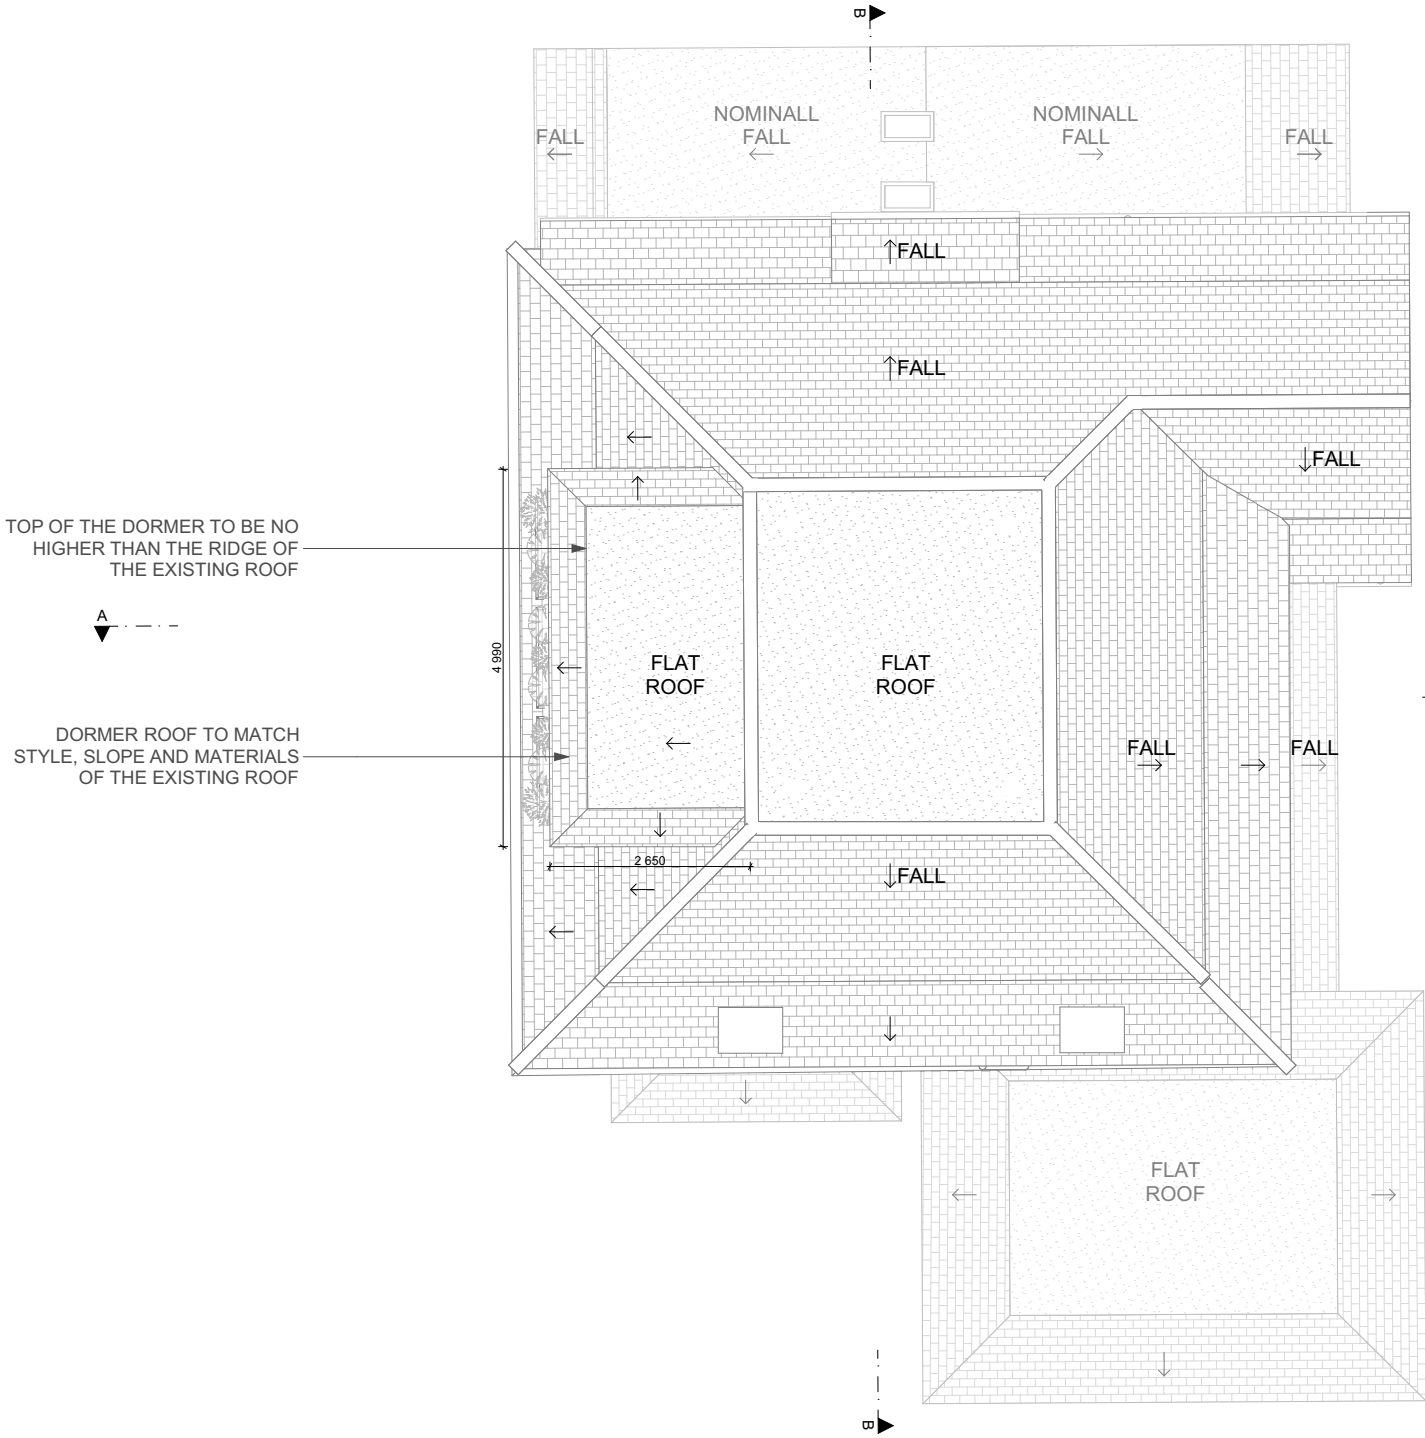 B
NOMINALL
FALL
NOMINALL
FALL
FALL
FALL
FALL
FALL
FALL
TOP OF THE DORMER TO BE NO
HIGHER THAN THE RIDGE OF
THE EXISTING ROOF
A
4 990
FLAT
ROOF
FLAT
ROOF
DORMER ROOF TO MATCH
STYLE, SLOPE AND MATERIALS
OF THE EXISTING ROOF
FALL
FALL
2 650
FALL
FLAT
ROOF
B